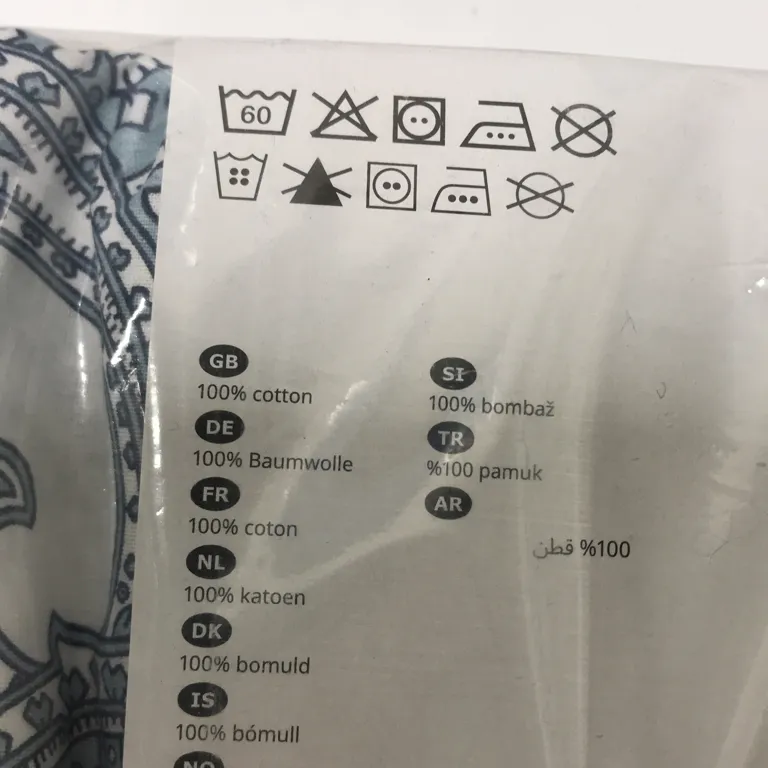 60
GB
100% cotton
DE
100% Baumwolle
FR
100% coton
NL
100% katoen
DK
100% bomuld
IS
100% bómull
NO
SI
100% bombaž
TR
%100 pamuk
AR
%100 قطن